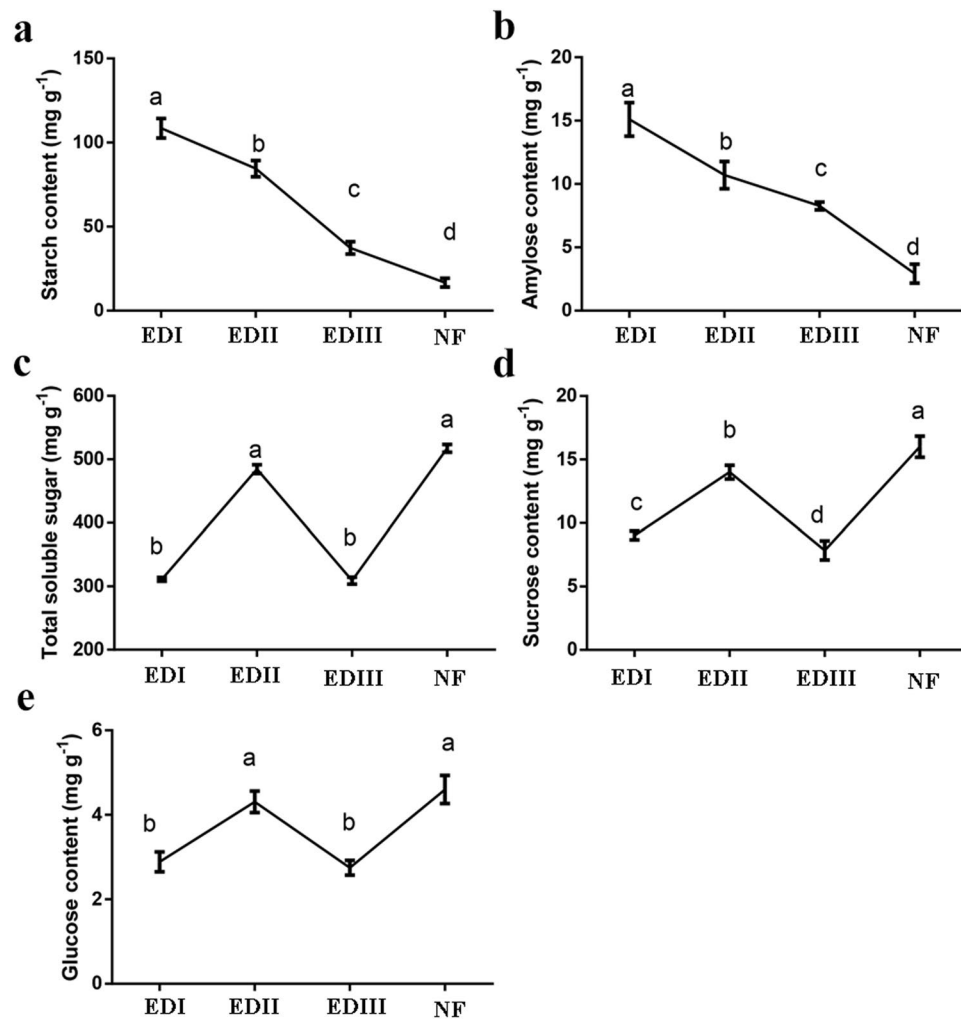 a
Starch content (mg g⁻¹)
150
100
50
0
a
b
c
d
EDI EDII EDIII NF
b
Amylose content (mg g⁻¹)
20
15
10
5
0
a
b
c
d
EDI EDII EDIII NF
c
Total soluble sugar (mg g⁻¹)
600
500
400
300
200
b
a
b
a
EDI EDII EDIII NF
d
Sucrose content (mg g⁻¹)
20
15
10
5
0
c
b
d
a
EDI EDII EDIII NF
e
Glucose content (mg g⁻¹)
6
4
2
0
b
a
b
a
EDI EDII EDIII NF